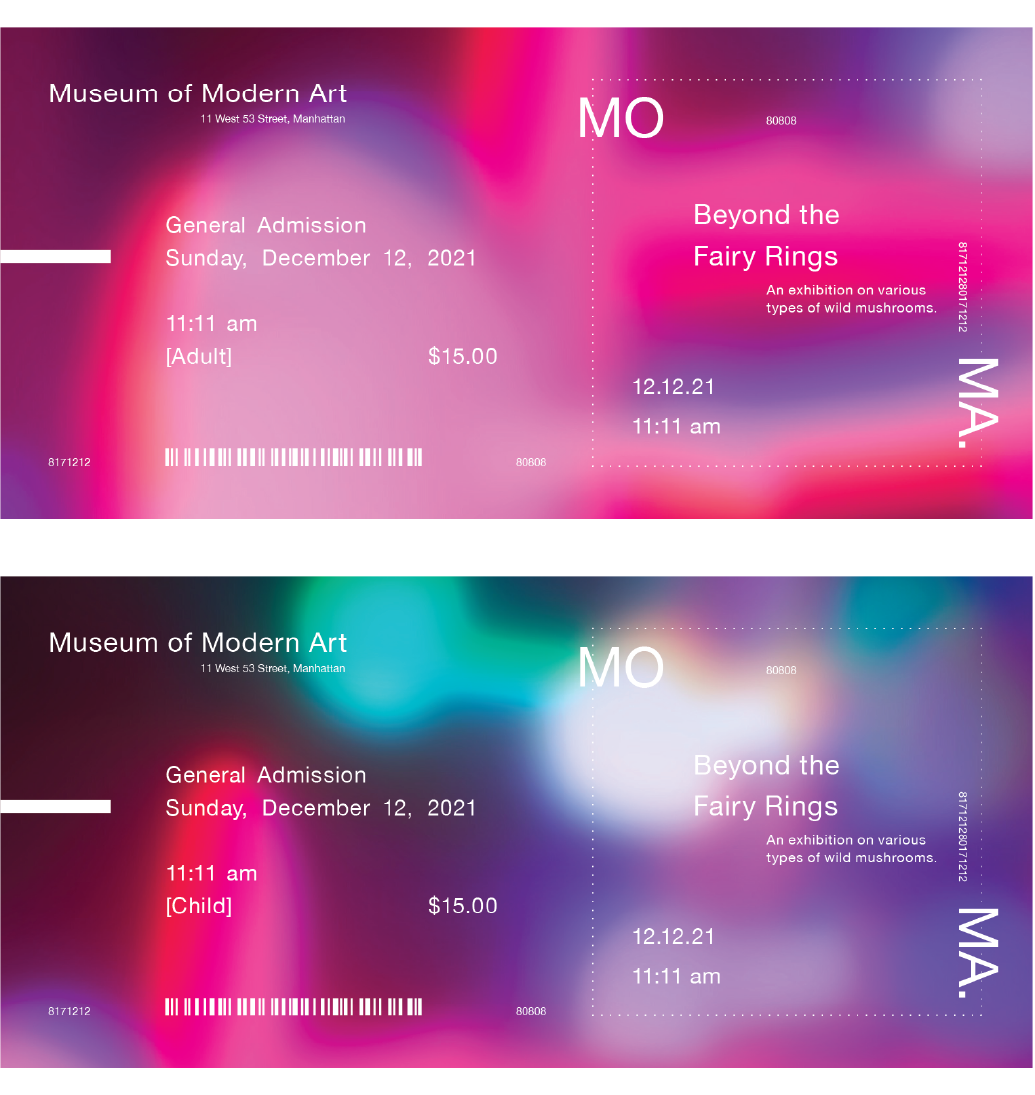 Museum of Modern Art
11 West 53 Street, Manhattan
General Admission
Sunday, December 12, 2021
11:11 am
[Adult] $15.00
8171212
80808
MO
80808
Beyond the
Fairy Rings
An exhibition on various
types of wild mushrooms.
12.12.21
11:11 am
817121280171212
MA.
Museum of Modern Art
11 West 53 Street, Manhattan
General Admission
Sunday, December 12, 2021
11:11 am
[Child] $15.00
8171212
80808
MO
80808
Beyond the
Fairy Rings
An exhibition on various
types of wild mushrooms.
12.12.21
11:11 am
817121280171212
MA.